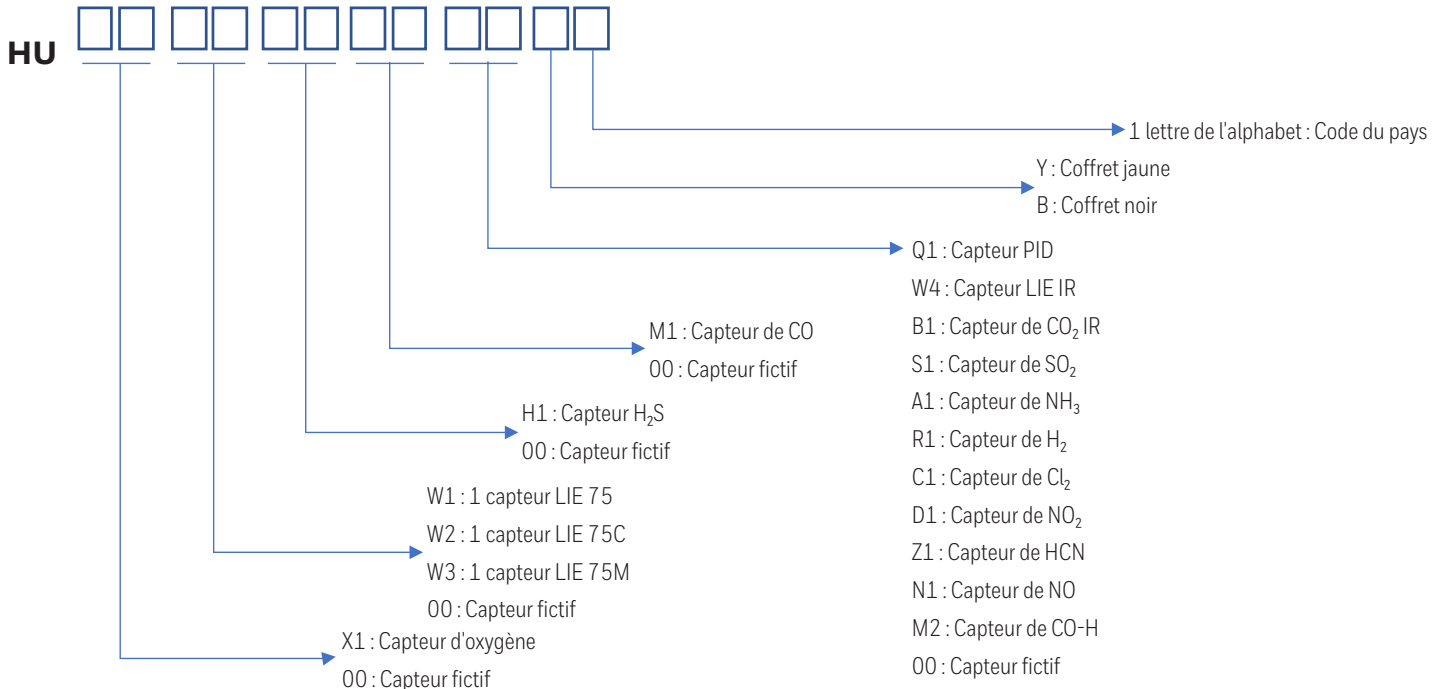 HU
1 lettre de l'alphabet : Code du pays
Y : Coffret jaune
B : Coffret noir
Q1 : Capteur PID
W4 : Capteur LIE IR
B1 : Capteur de CO₂ IR
S1 : Capteur de SO₂
A1 : Capteur de NH₃
R1 : Capteur de H₂
C1 : Capteur de Cl₂
D1 : Capteur de NO₂
Z1 : Capteur de HCN
N1 : Capteur de NO
M2 : Capteur de CO-H
00 : Capteur fictif
M1 : Capteur de CO
00 : Capteur fictif
H1 : Capteur H₂S
00 : Capteur fictif
W1 : 1 capteur LIE 75
W2 : 1 capteur LIE 75C
W3 : 1 capteur LIE 75M
00 : Capteur fictif
X1 : Capteur d'oxygène
00 : Capteur fictif